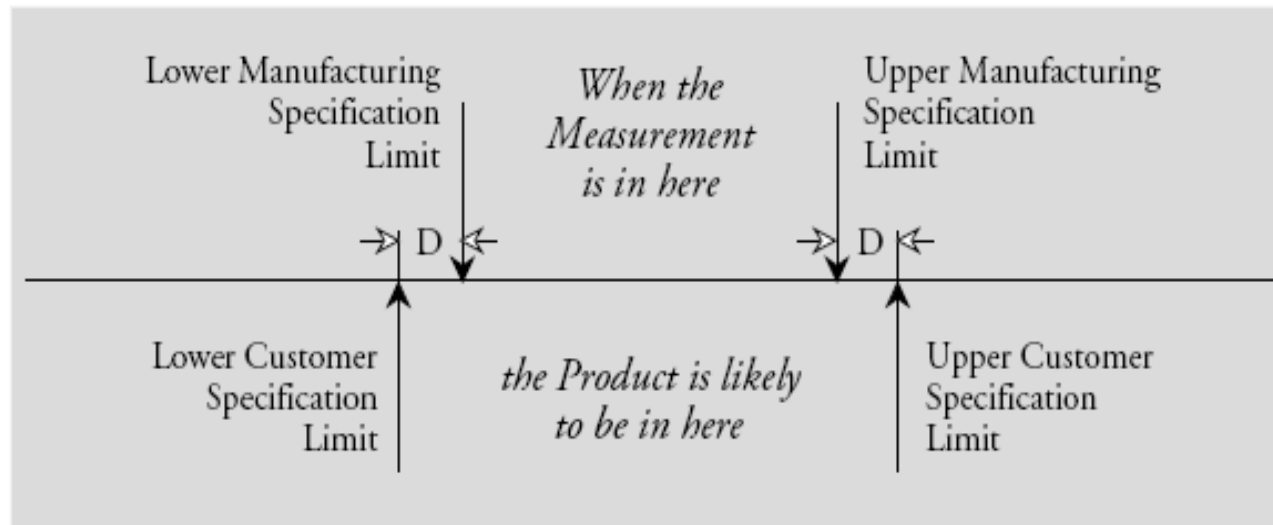 Lower Manufacturing
Specification
Limit
When the
Measurement
is in here
Upper Manufacturing
Specification
Limit
D
D
Lower Customer
Specification
Limit
the Product is likely
to be in here
Upper Customer
Specification
Limit